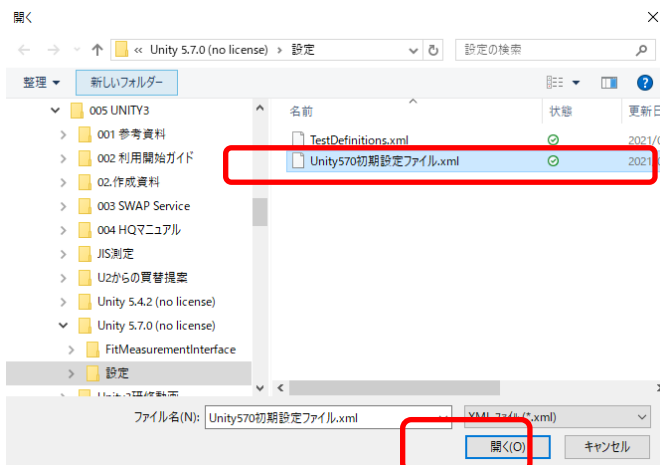 開く
« Unity 5.7.0 (no license) › 設定
設定の検索
整理
新しいフォルダー
005 UNITY3
001 参考資料
002 利用開始ガイド
02.作成資料
003 SWAP Service
004 HQマニュアル
JIS測定
U2からの買替提案
Unity 5.4.2 (no license)
Unity 5.7.0 (no license)
FitMeasurementInterface
設定
名前
状態
更新日
TestDefinitions.xml
2021/
Unity570初期設定ファイル.xml
2021/
ファイル名(N):
Unity570初期設定ファイル.xml
XML ファイル (*.xml)
開く(O)
キャンセル